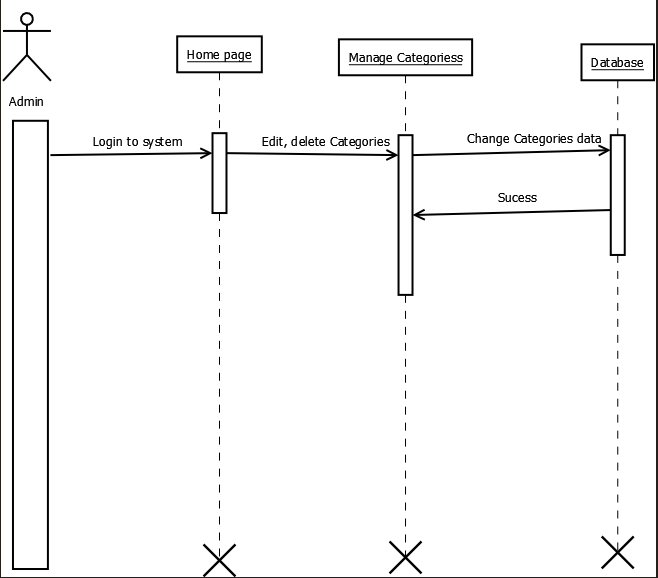 Home page
Manage Categoriess
Database
Admin
Login to system
Edit, delete Categories
Change Categories data
Sucess